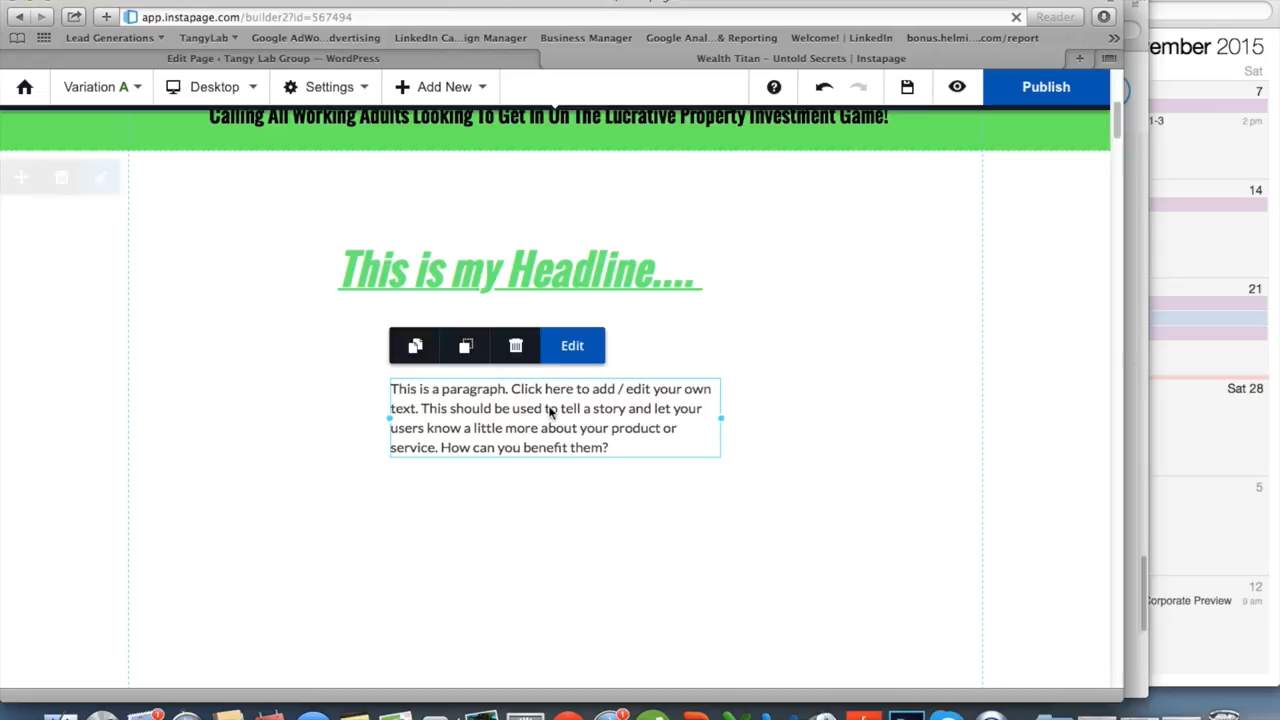 app.instapage.com/builder2?id=567494
Reader
Lead Generations
TangyLab
Google AdWo...dvertising
LinkedIn Ca...ign Manager
Business Manager
Google Anal...& Reporting
Welcome! | LinkedIn
bonus.helmi....com/report
Edit Page ‹ Tangy Lab Group — WordPress
Wealth Titan – Untold Secrets | Instapage
Variation A
Desktop
Settings
Add New
Publish
Calling All Working Adults Looking To Get In On The Lucrative Property Investment Game!
This is my Headline....
Edit
This is a paragraph. Click here to add / edit your own
text. This should be used to tell a story and let your
users know a little more about your product or
service. How can you benefit them?
vember 2015
Sat
7
1-3 2 pm
14
21
Sat 28
5
12
Corporate Preview 9 am